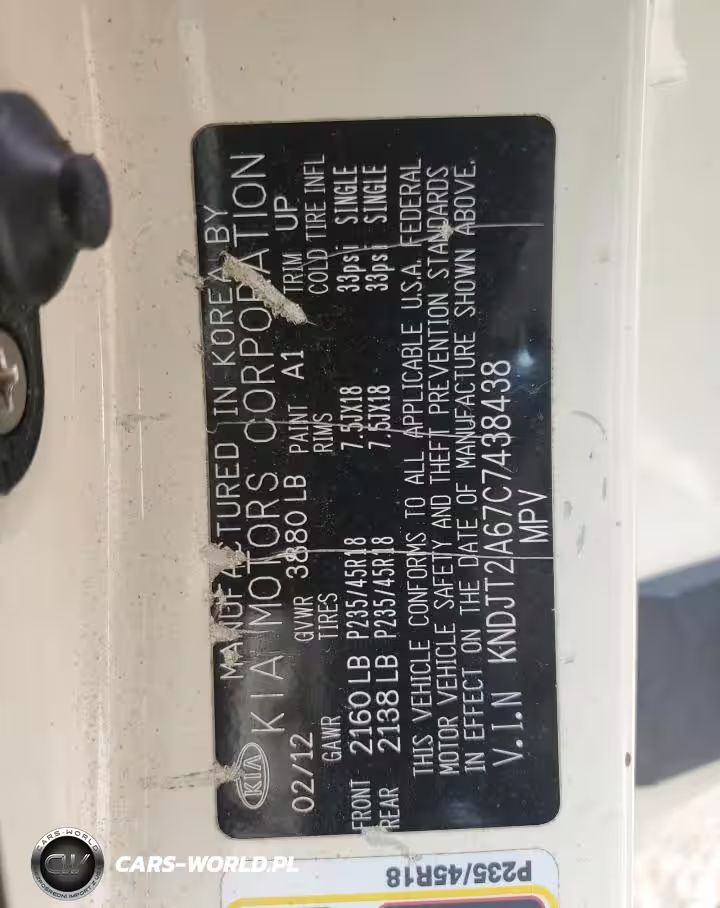 MANUFACTURED IN KOREA BY
KIA KIA MOTORS CORPORATION
02/12 GVWR 3880 LB PAINT A1 TRIM UP
GAWR TIRES RIMS COLD TIRE INFL
FRONT 2160 LB P235/45R18 7.5JX18 33psi SINGLE
REAR 2138 LB P235/45R18 7.5JX18 33psi SINGLE
THIS VEHICLE CONFORMS TO ALL APPLICABLE U.S.A. FEDERAL
MOTOR VEHICLE SAFETY AND THEFT PREVENTION STANDARDS
IN EFFECT ON THE DATE OF MANUFACTURE SHOWN ABOVE.
V.I.N KNDJT2A67C7438438
MPV
P235/45R18
CARS-WORLD
CW
CARS-WORLD.PL